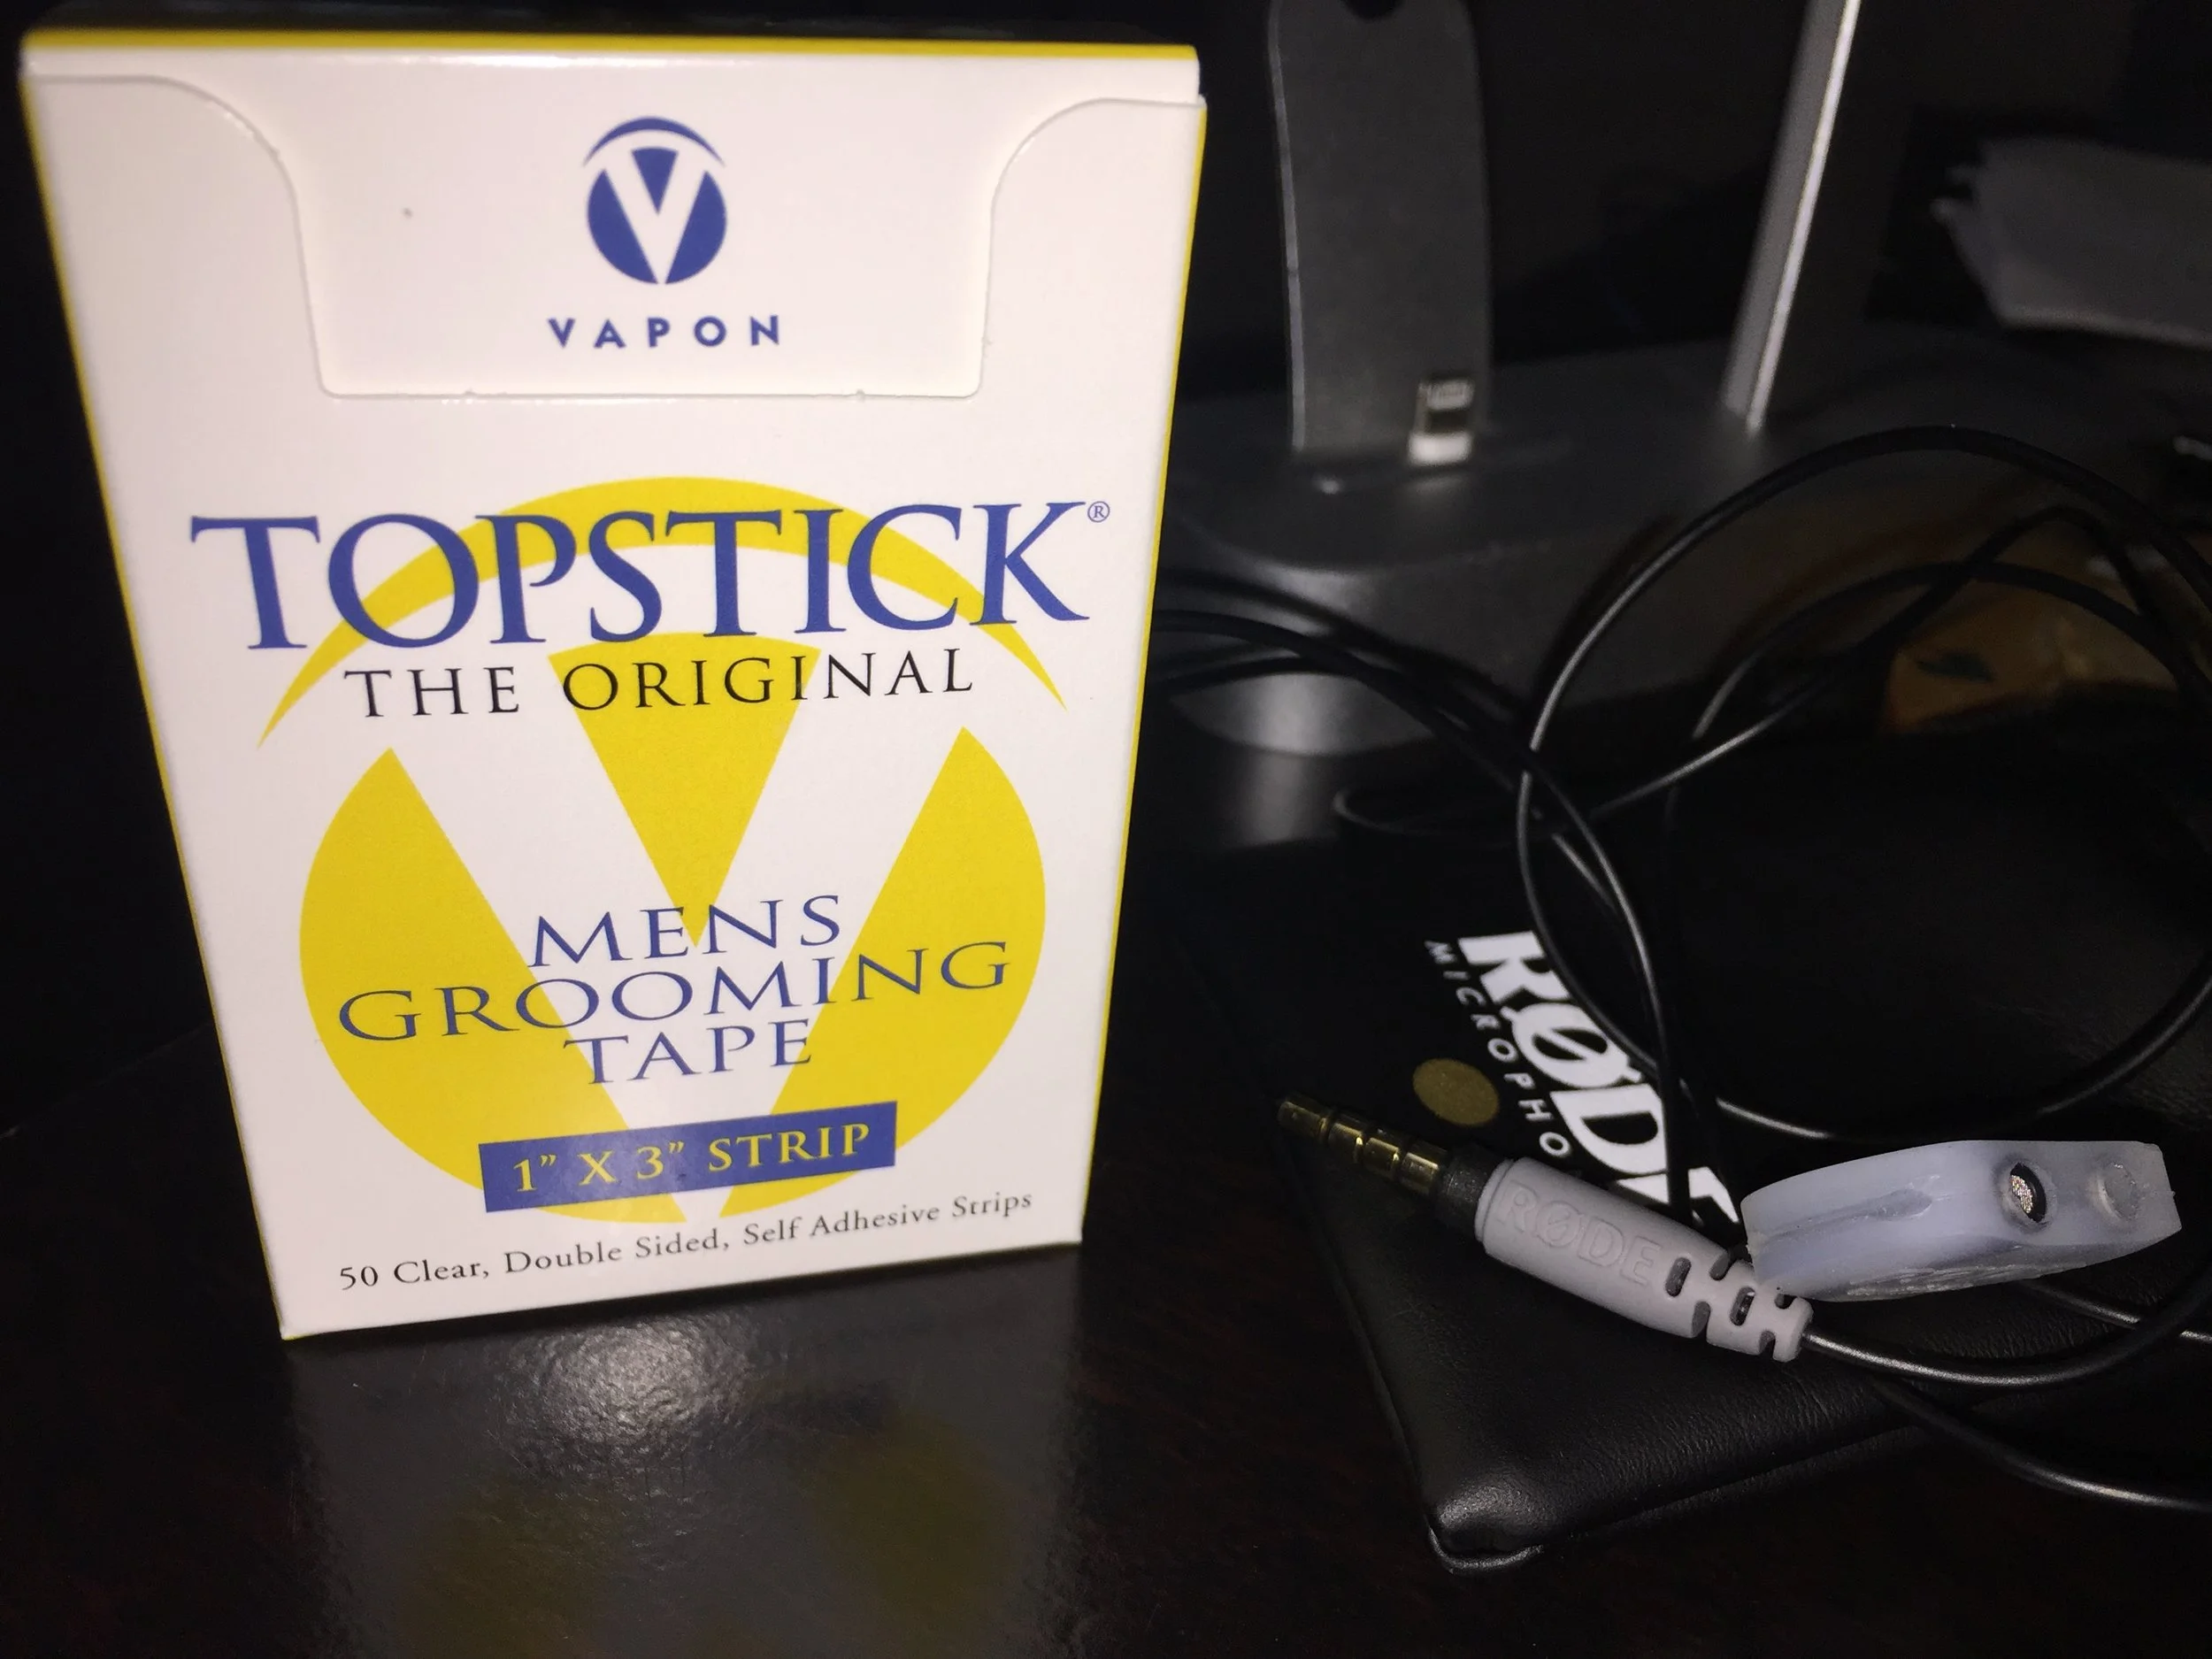 VAPON
TOPSTICK®
THE ORIGINAL
MENS
GROOMING
TAPE
1” X 3” STRIP
50 Clear, Double Sided, Self Adhesive Strips
RØDE
RØDE